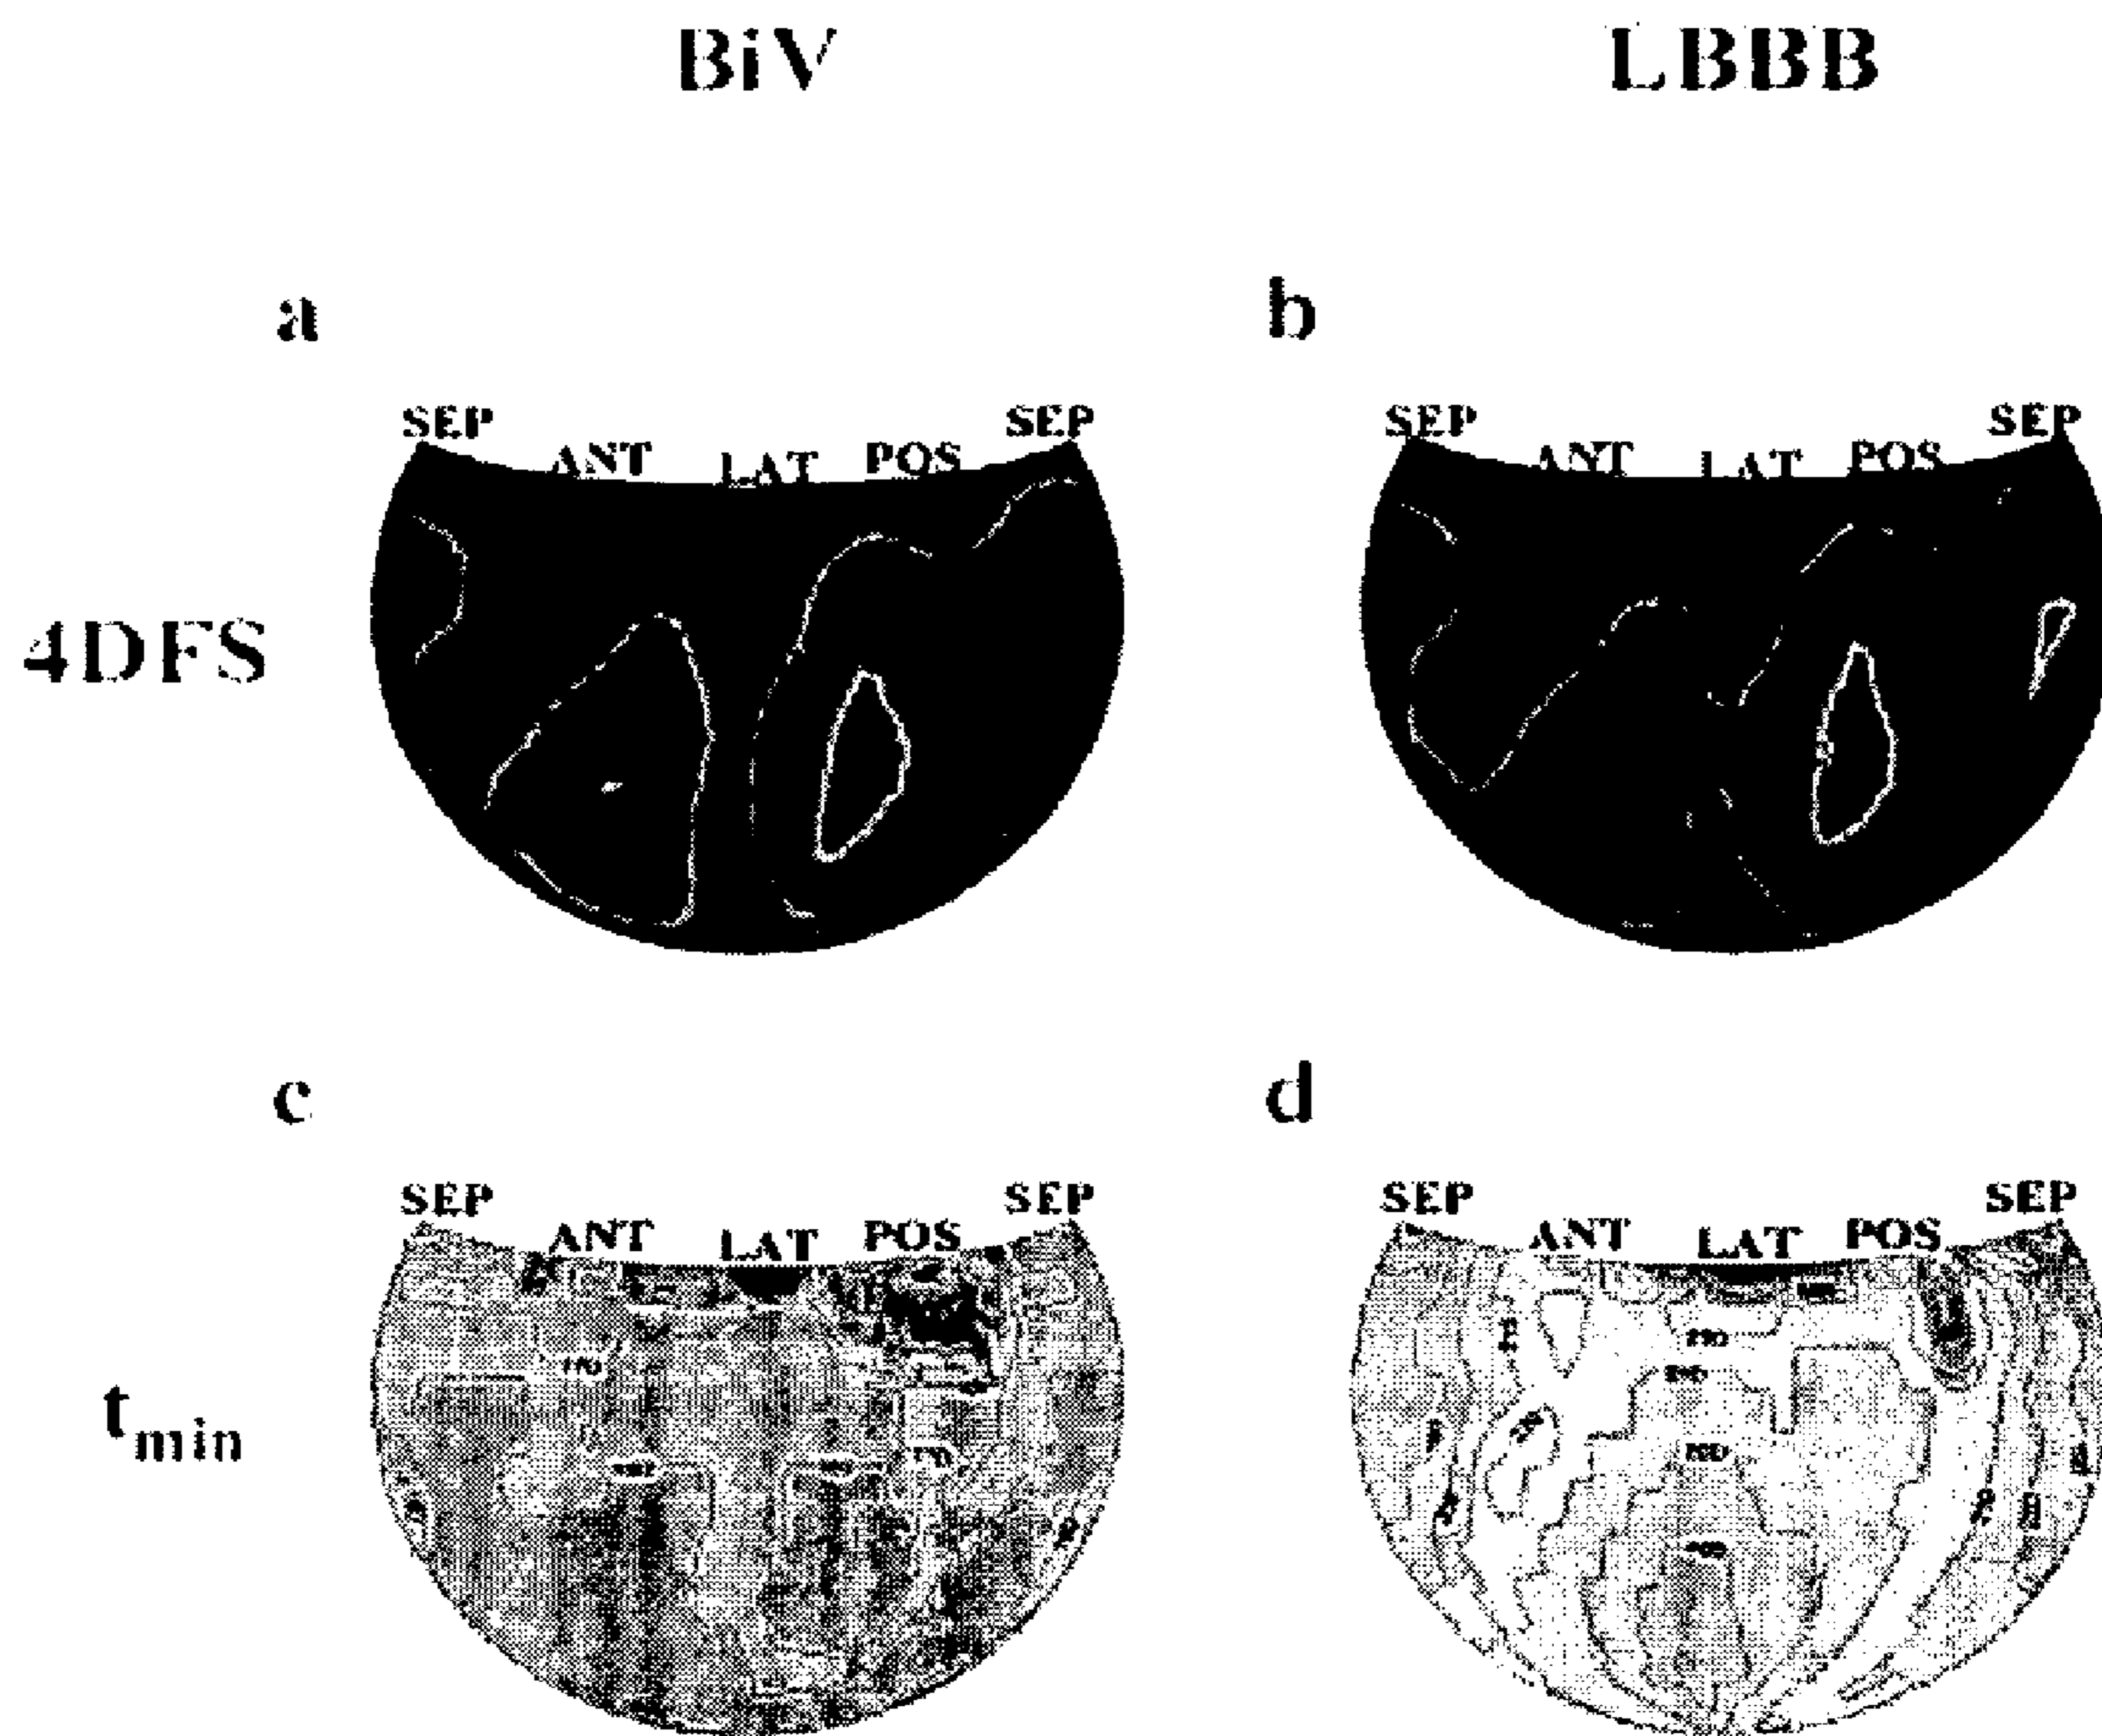 BiV LBBB
a b
SEP ANT LAT POS SEP SEP ANT LAT POS SEP
4DFS
c d
SEP ANT LAT POS SEP SEP ANT LAT POS SEP
tmin